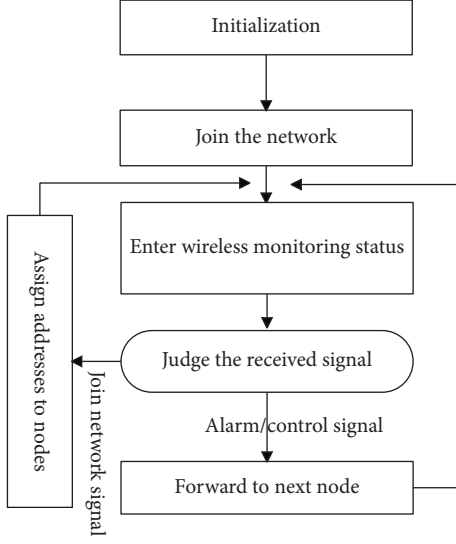 Initialization
Join the network
Enter wireless monitoring status
Assign addresses to nodes
Judge the received signal
Join network signal
Alarm/control signal
Forward to next node